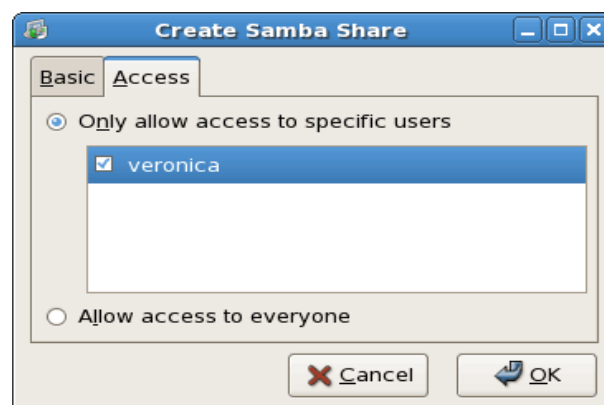 Create Samba Share
Basic Access
Only allow access to specific users
veronica
Allow access to everyone
Cancel OK